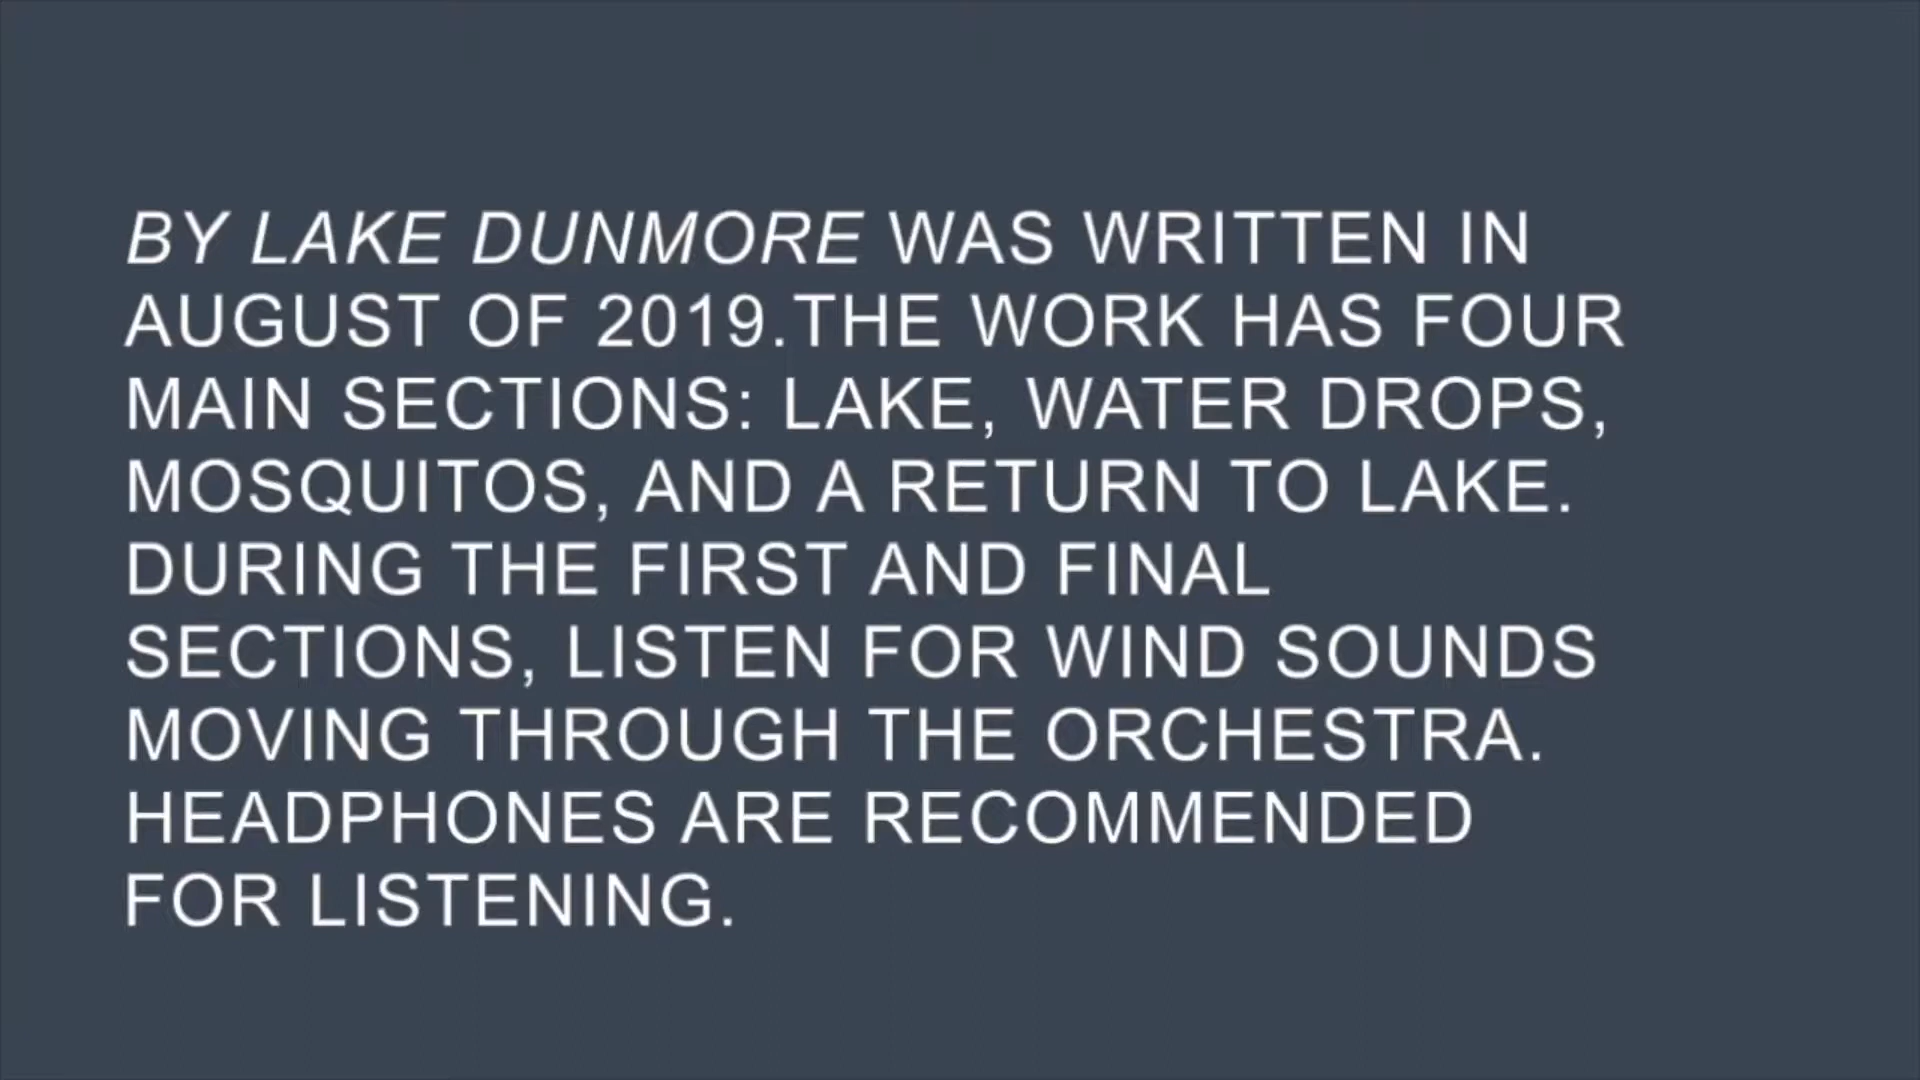 BY LAKE DUNMORE WAS WRITTEN IN
AUGUST OF 2019.THE WORK HAS FOUR
MAIN SECTIONS: LAKE, WATER DROPS,
MOSQUITOS, AND A RETURN TO LAKE.
DURING THE FIRST AND FINAL
SECTIONS, LISTEN FOR WIND SOUNDS
MOVING THROUGH THE ORCHESTRA.
HEADPHONES ARE RECOMMENDED
FOR LISTENING.